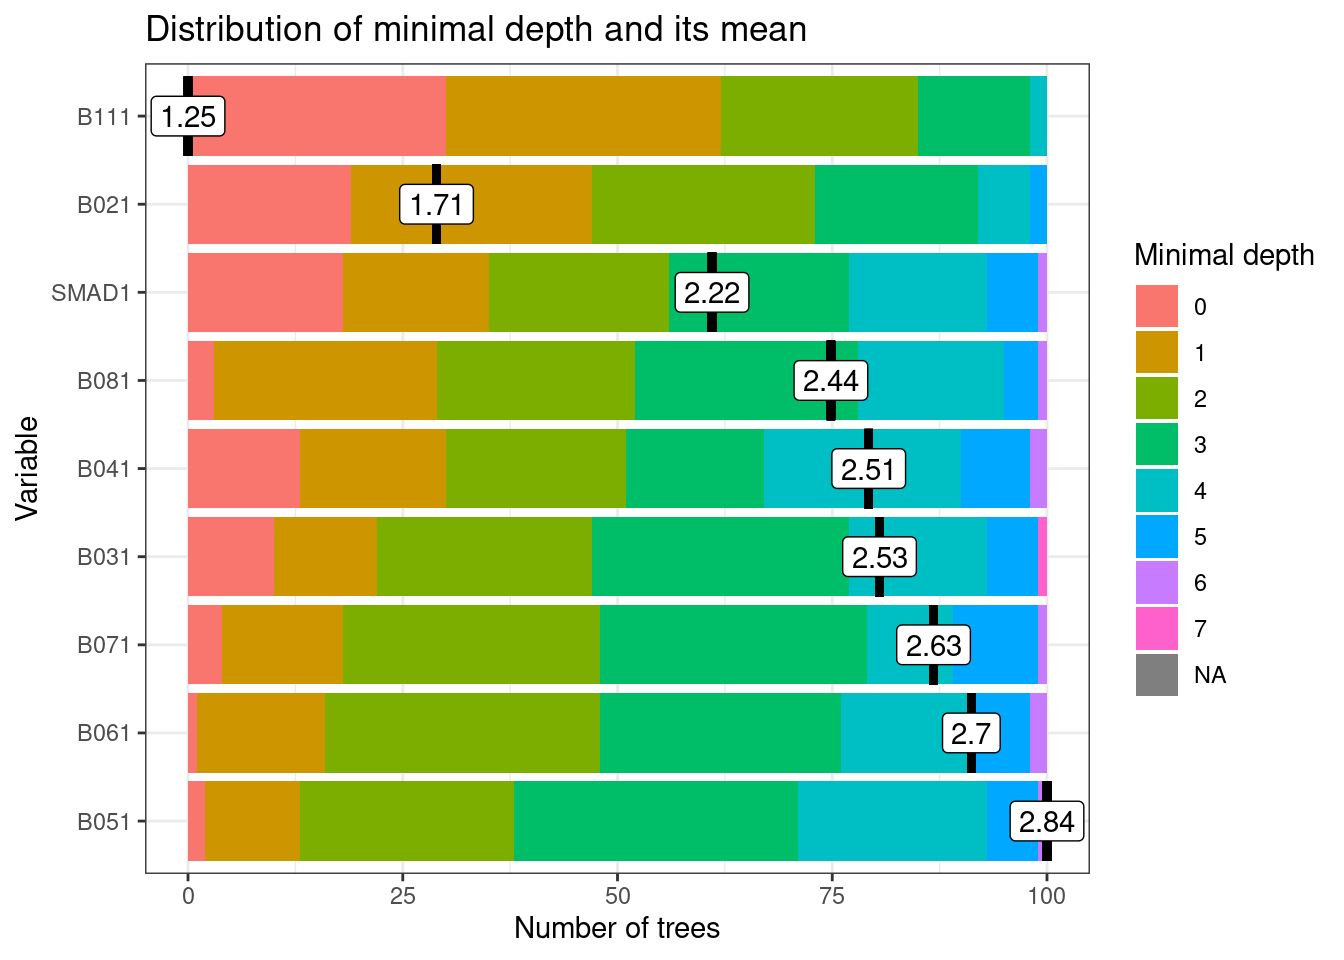 Distribution of minimal depth and its mean
Variable
B111
1.25
B021
1.71
SMAD1
2.22
B081
2.44
B041
2.51
B031
2.53
B071
2.63
B061
2.7
B051
2.84
0 25 50 75 100
Number of trees
Minimal depth
0
1
2
3
4
5
6
7
NA